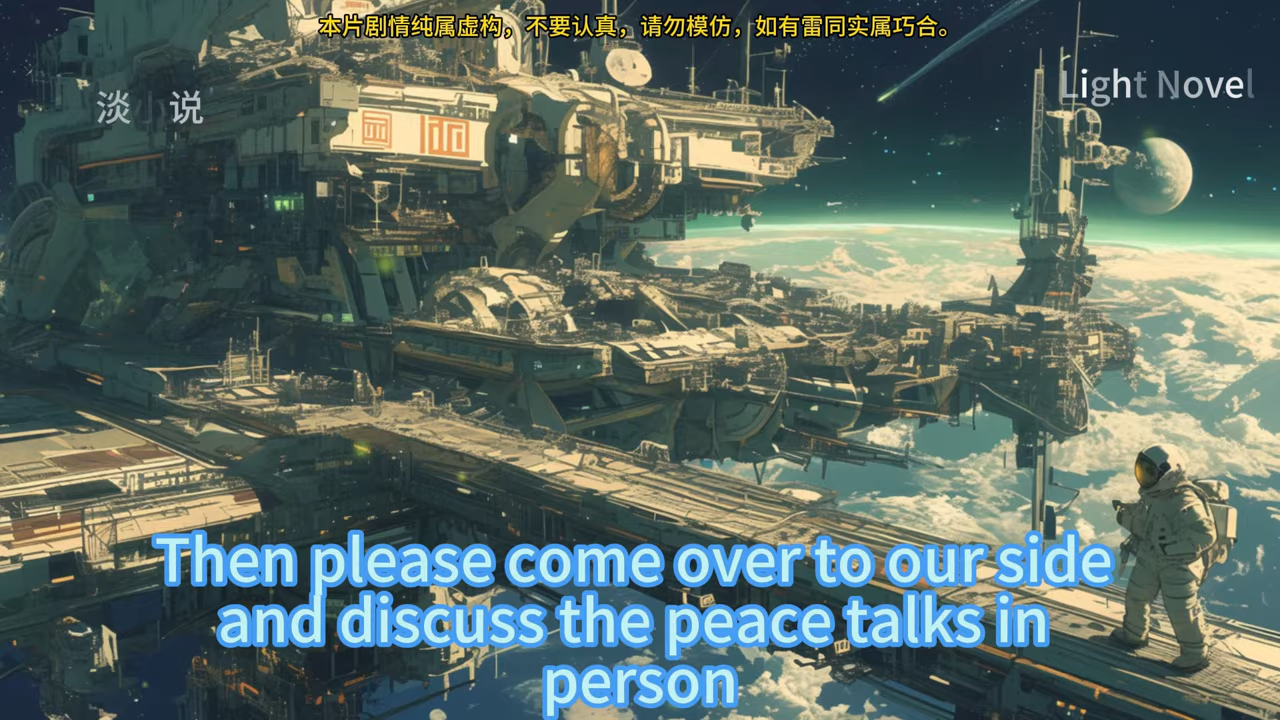 本片剧情纯属虚构，不要认真，请勿模仿，如有雷同实属巧合。
Light Novel
淡小说
Then please come over to our side
and discuss the peace talks in
person